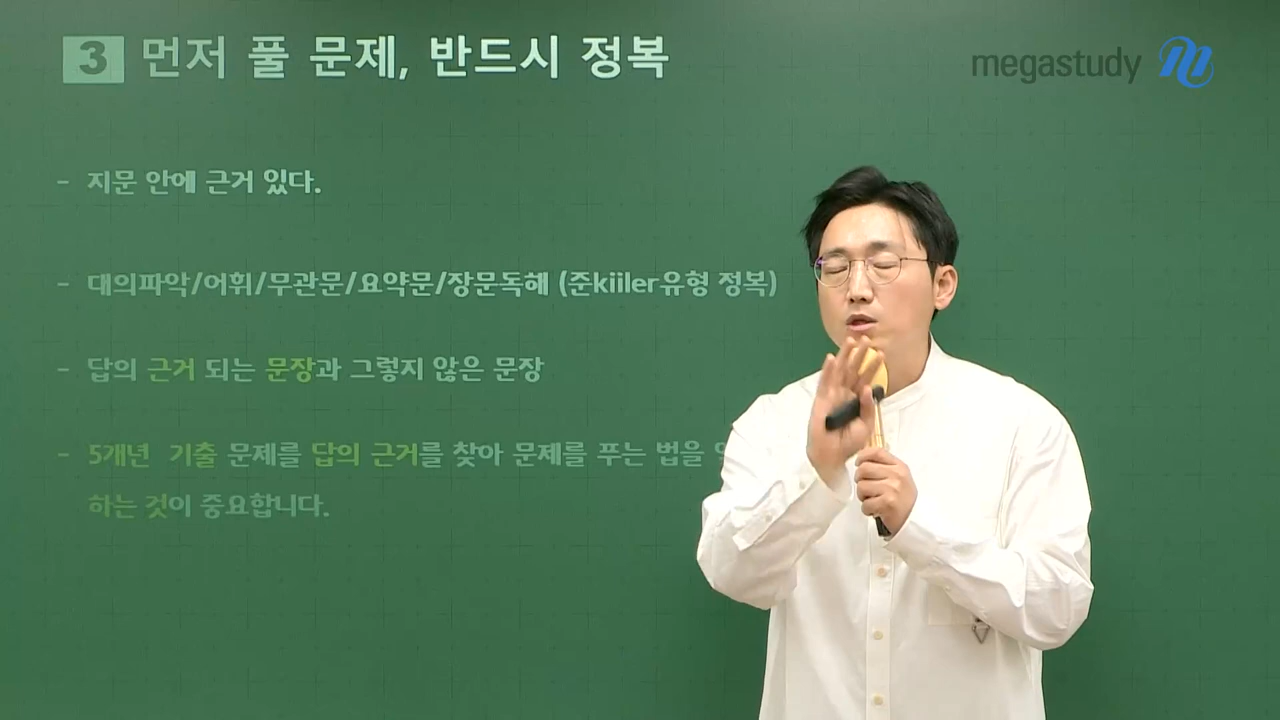 3 먼저 풀 문제, 반드시 정복
megastudy
- 지문 안에 근거 있다.
- 대의파악/어휘/무관문/요약문/장문독해 (준kiiler유형 정복)
- 답의 근거 되는 문장과 그렇지 않은 문장
- 5개년 기출 문제를 답의 근거를 찾아 문제를 푸는 법을
하는 것이 중요합니다.